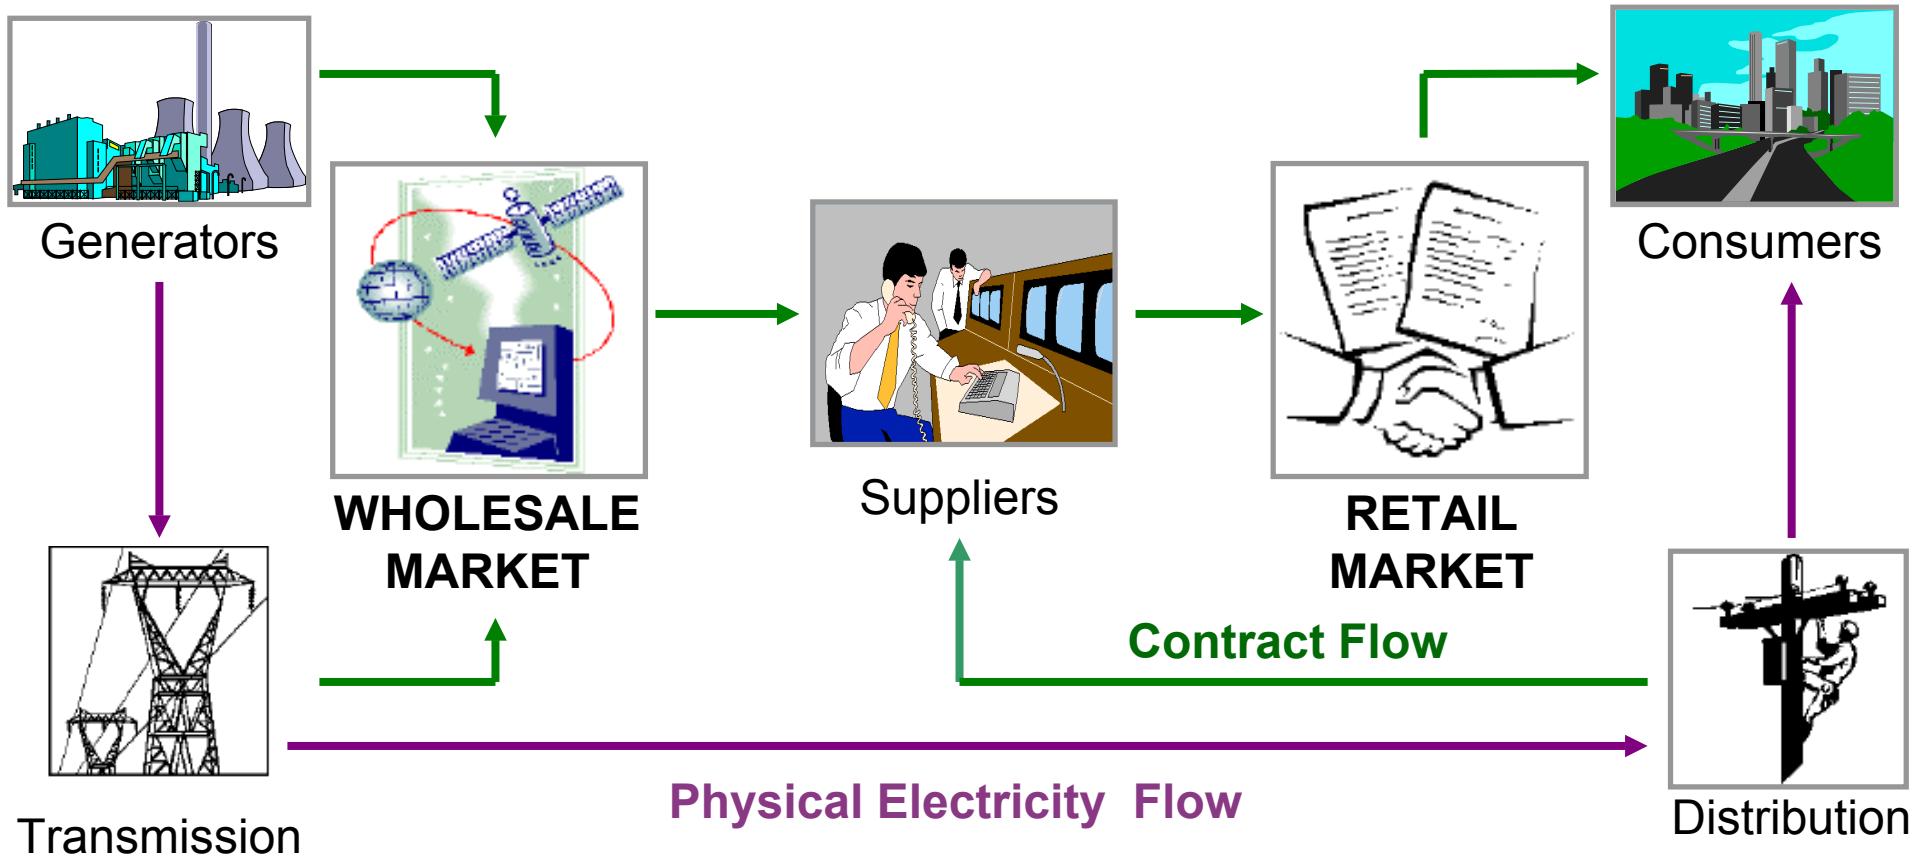 Generators
Consumers
Suppliers
WHOLESALE
MARKET
RETAIL
MARKET
Contract Flow
Physical Electricity  Flow
Transmission
Distribution